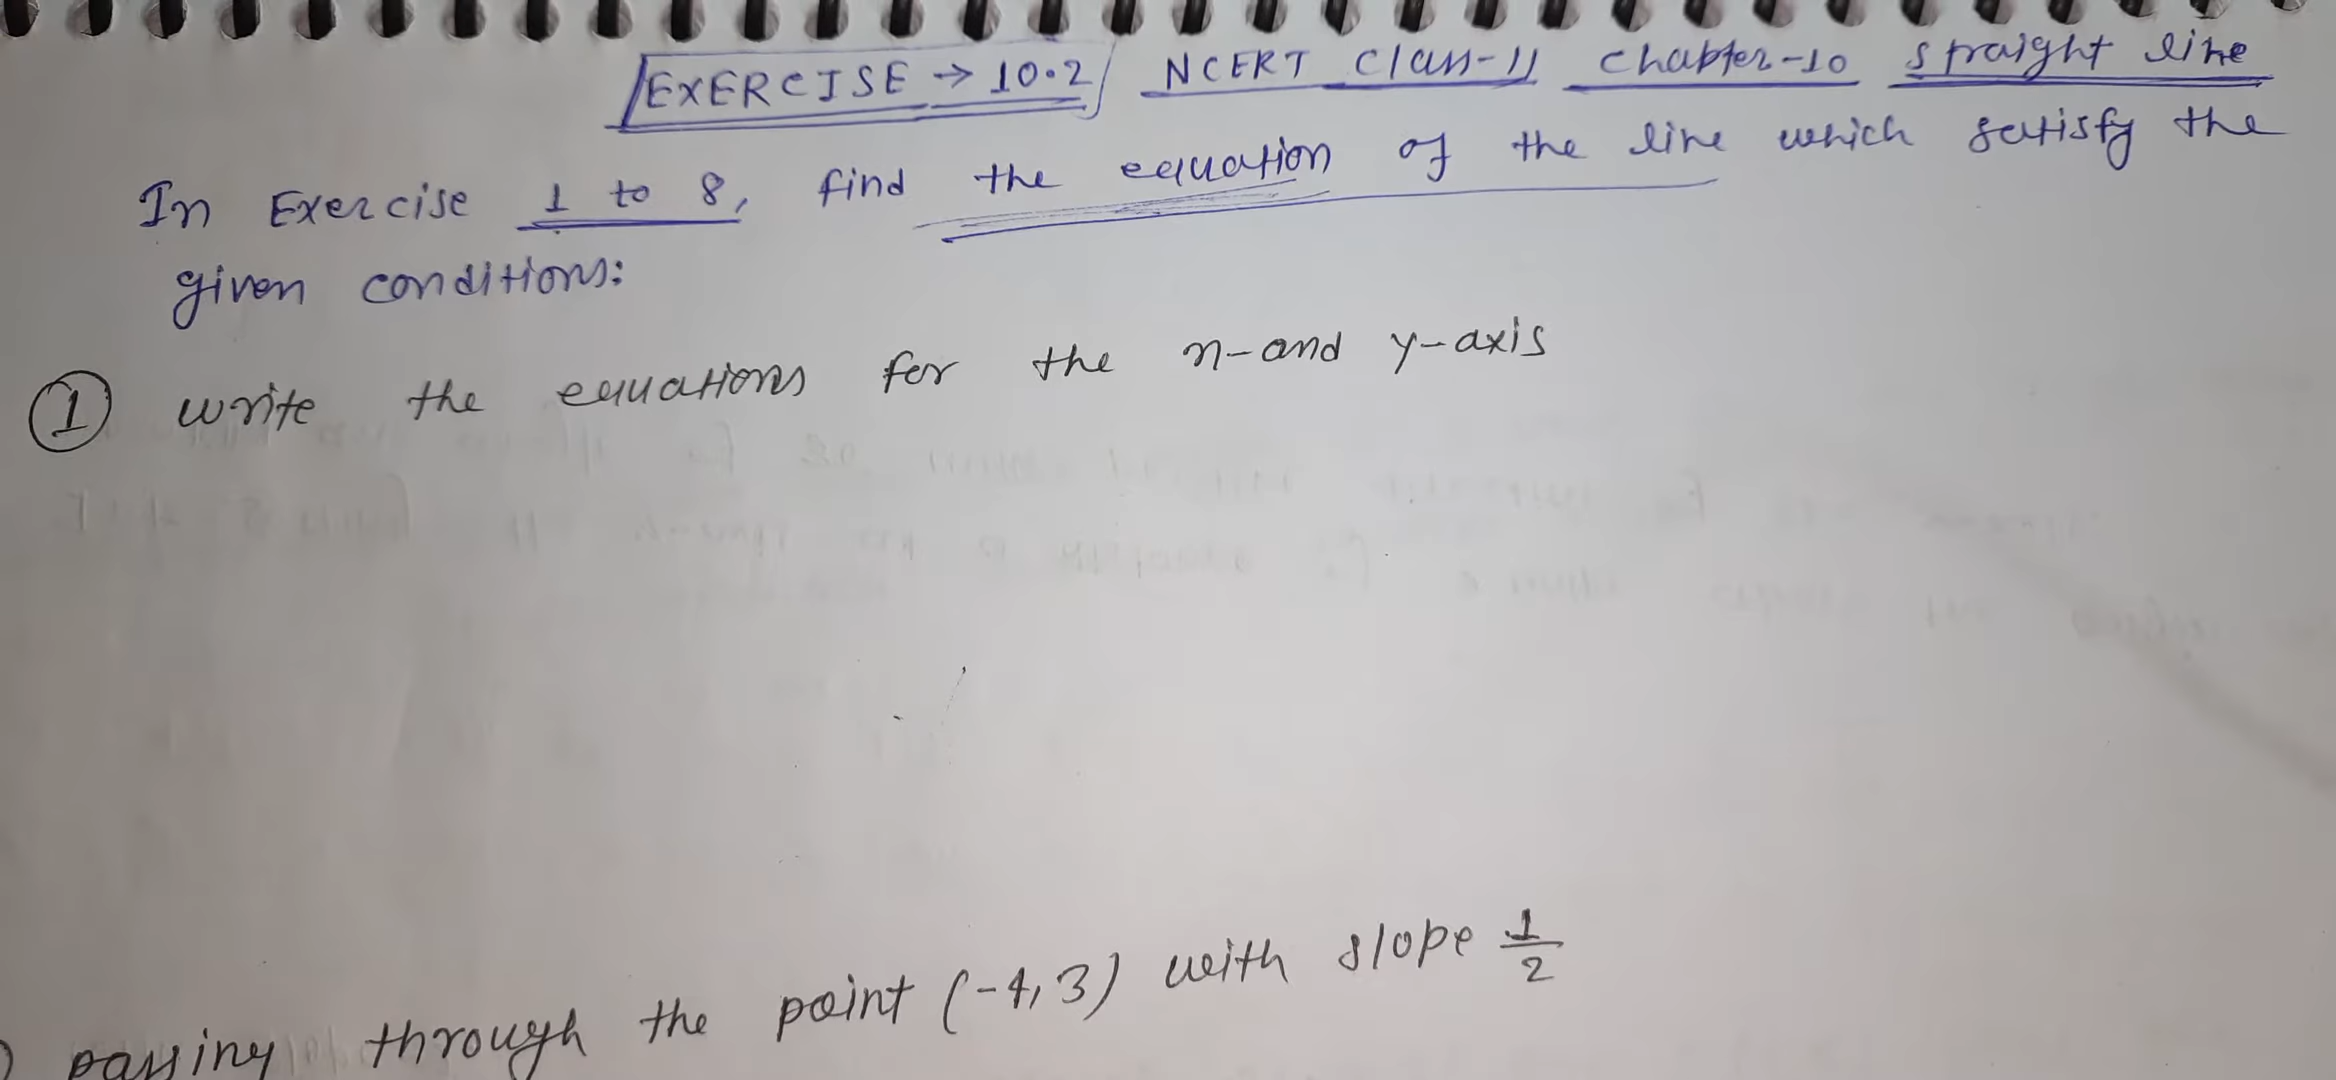 EXERCISE → 10.2 NCERT Class-11 Chapter-10 straight line
In Exercise 1 to 8, find the equation of the line which satisfy the
given conditions:
① write the equations for the x-and y-axis
passing through the point (-4,3) with slope 1/2